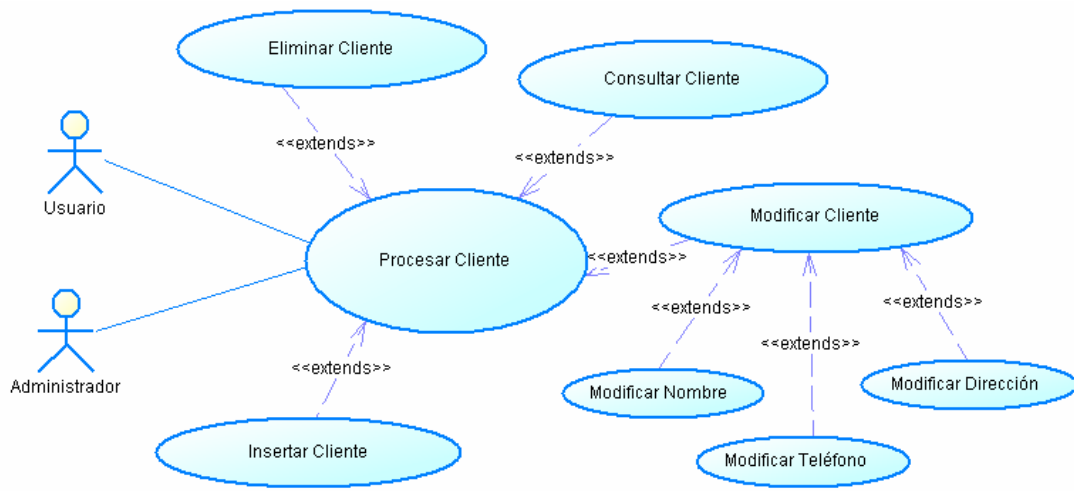 Eliminar Cliente
Consultar Cliente
<<extends>>
<<extends>>
Usuario
Modificar Cliente
Procesar Cliente
<<extends>>
<<extends>>
<<extends>>
<<extends>>
<<extends>>
Administrador
Modificar Nombre
Modificar Dirección
Insertar Cliente
Modificar Teléfono